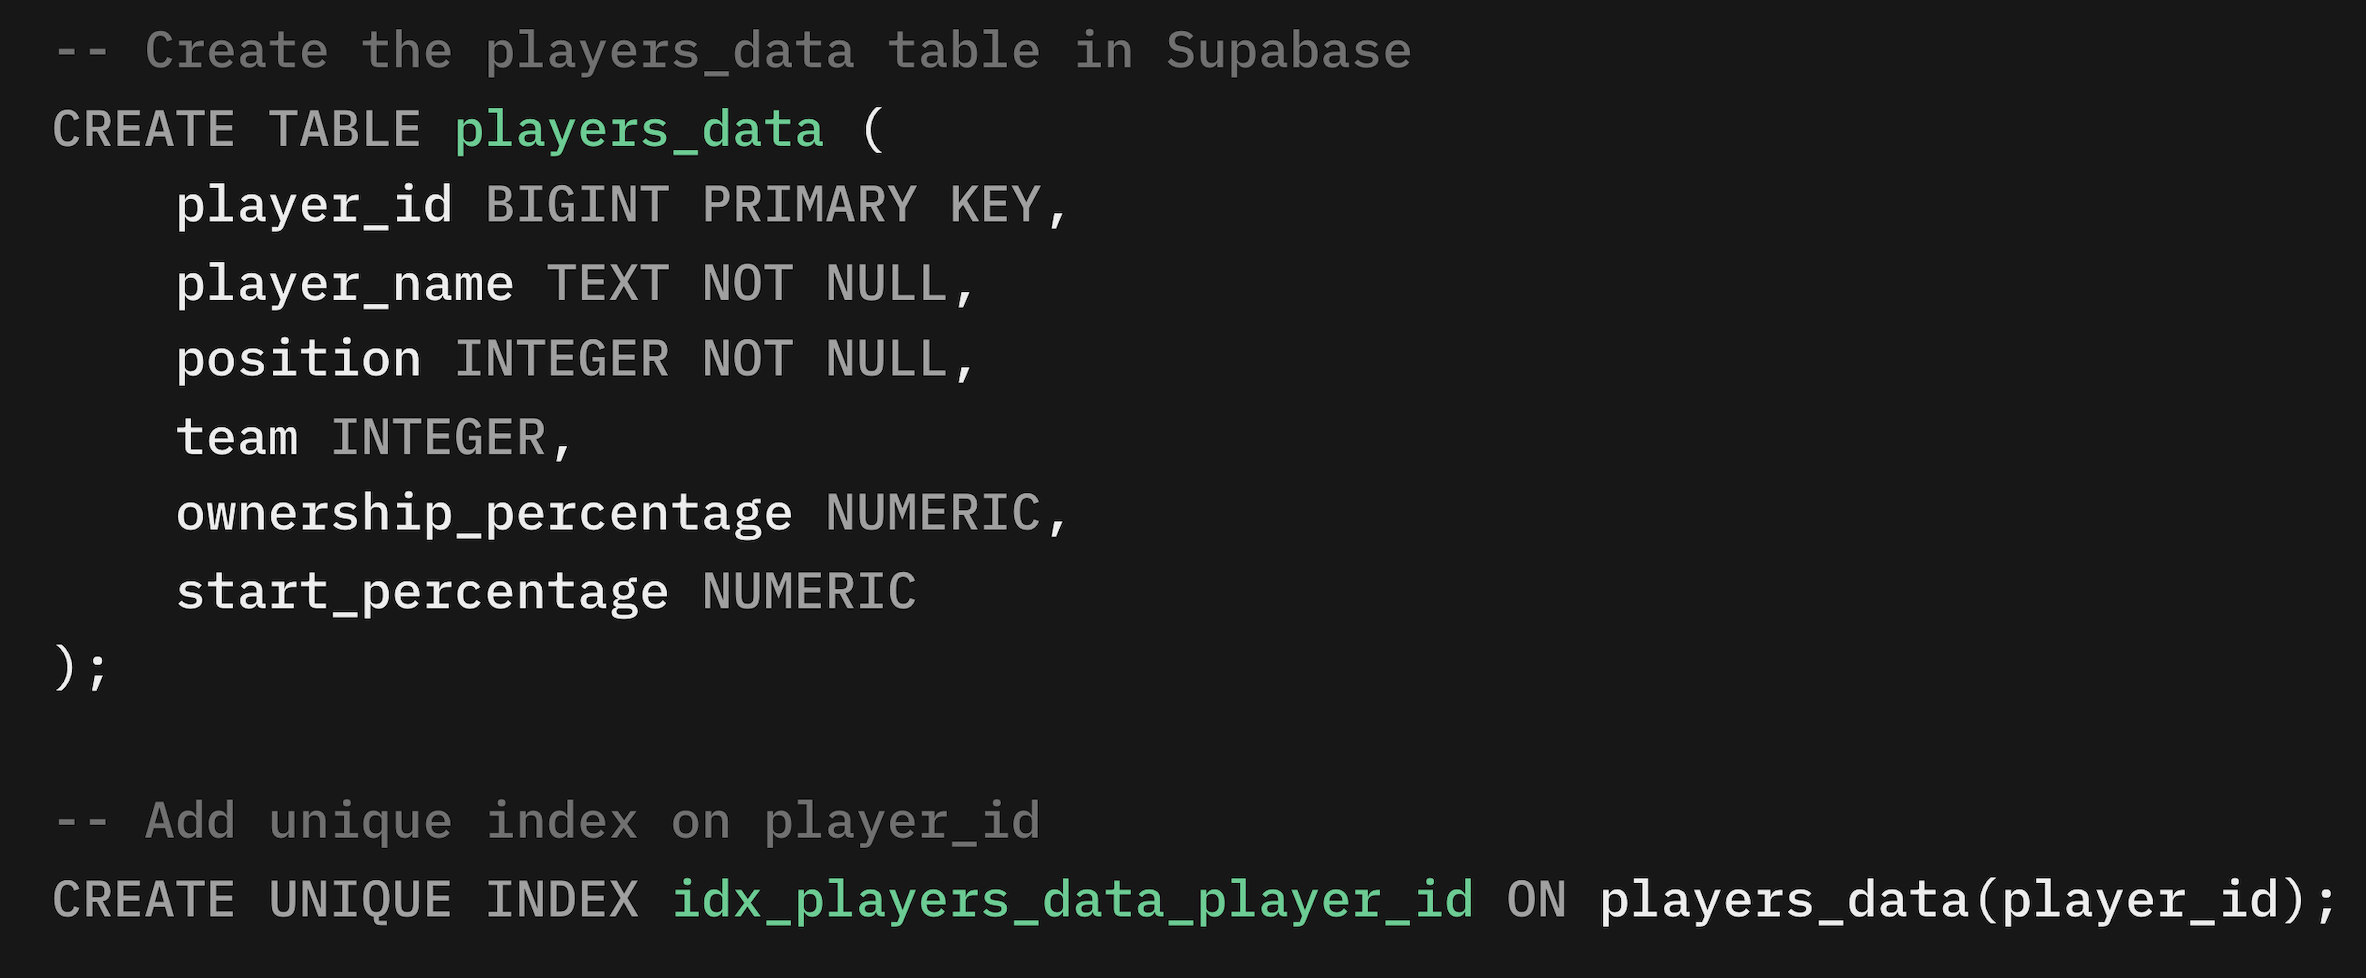 -- Create the players_data table in Supabase
CREATE TABLE players_data (
    player_id BIGINT PRIMARY KEY,
    player_name TEXT NOT NULL,
    position INTEGER NOT NULL,
    team INTEGER,
    ownership_percentage NUMERIC,
    start_percentage NUMERIC
);

-- Add unique index on player_id
CREATE UNIQUE INDEX idx_players_data_player_id ON players_data(player_id);